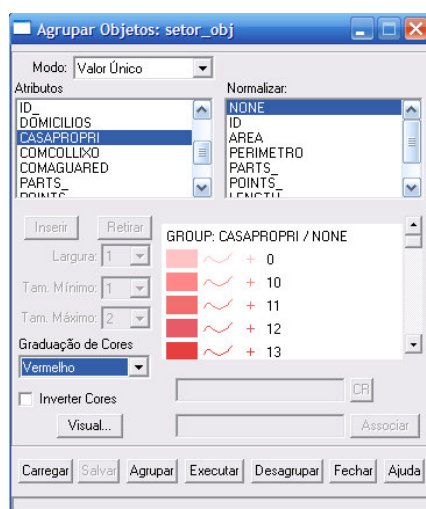 Agrupar Objetos: setor_obj
Modo: Valor Único
Atributos
Normalizar:
ID_
DOMICILIOS
CASAPROPRI
COMCOLLIXO
COMAGUARED
PARTS_
POINTS
NONE
ID
AREA
PERIMETRO
PARTS_
POINTS_
LENGTH
Inserir Retirar
Largura: 1
Tam. Mínimo: 1
Tam. Máximo: 2
Graduação de Cores
Vermelho
Inverter Cores
Visual...
GROUP: CASAPROPRI / NONE
0
10
11
12
13
CR
Associar
Carregar Salvar Agrupar Executar Desagrupar Fechar Ajuda